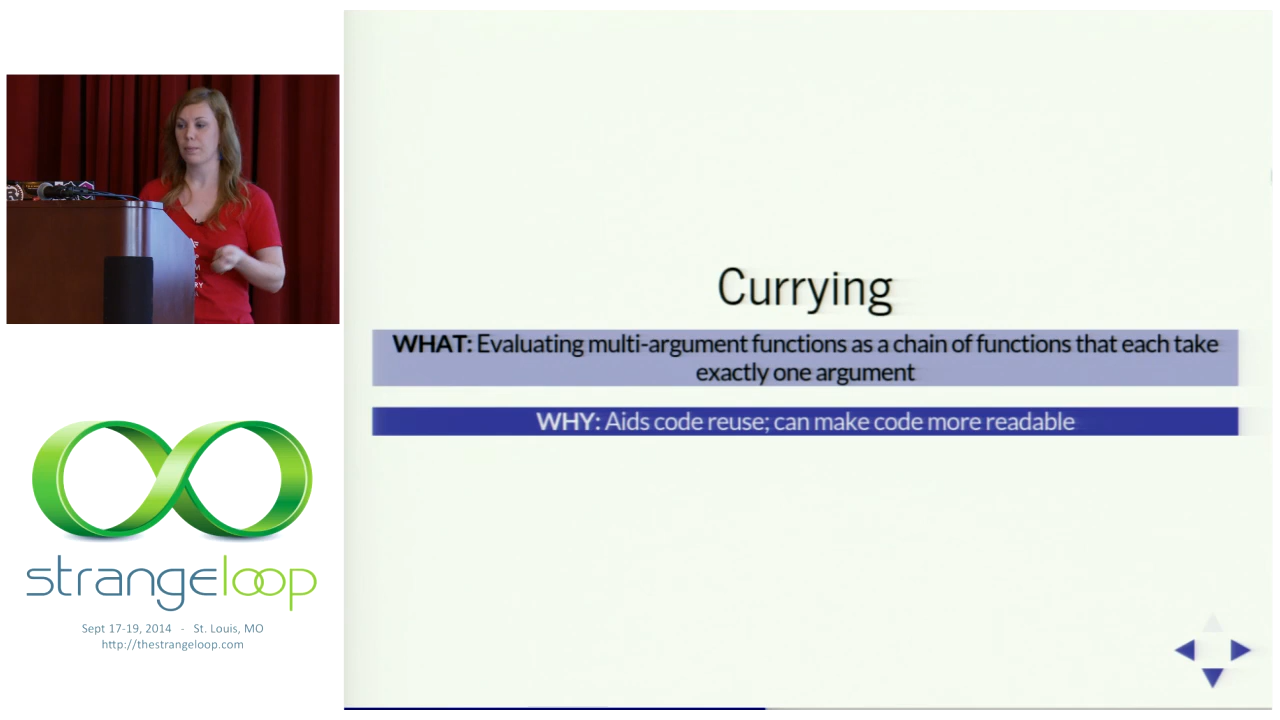 Currying
WHAT: Evaluating multi-argument functions as a chain of functions that each take
exactly one argument
WHY: Aids code reuse; can make code more readable
strangeloop
Sept 17-19, 2014 - St. Louis, MO
http://thestrangeloop.com